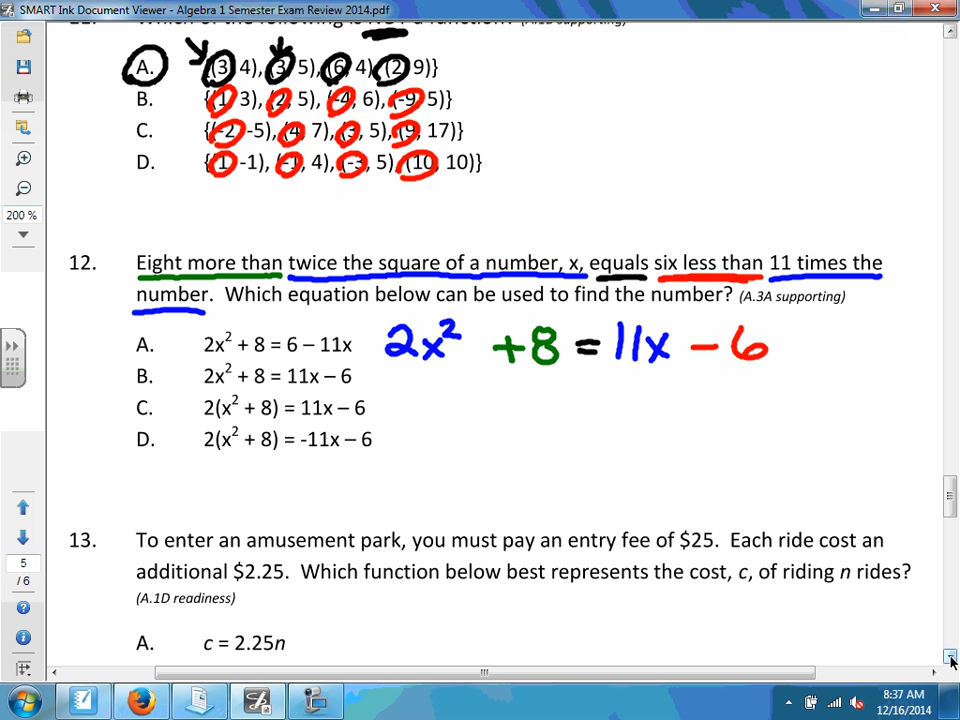 SMART Ink Document Viewer - Algebra 1 Semester Exam Review 2014.pdf
A. {(3, 4), (3, 5), (6, 4), (2, 9)}
B. {(1, 3), (2, 5), (-4, 6), (-9, 5)}
C. {(-2, -5), (4, 7), (3, 5), (9, 17)}
D. {(1, -1), (-1, 4), (-3, 5), (10, 10)}
200 %
12. Eight more than twice the square of a number, x, equals six less than 11 times the
number. Which equation below can be used to find the number? (A.3A supporting)
A. 2x² + 8 = 6 – 11x
2x² + 8 = 11x – 6
B. 2x² + 8 = 11x – 6
C. 2(x² + 8) = 11x – 6
D. 2(x² + 8) = -11x – 6
13. To enter an amusement park, you must pay an entry fee of $25. Each ride cost an
additional $2.25. Which function below best represents the cost, c, of riding n rides?
(A.1D readiness)
A. c = 2.25n
5
/ 6
8:37 AM
12/16/2014